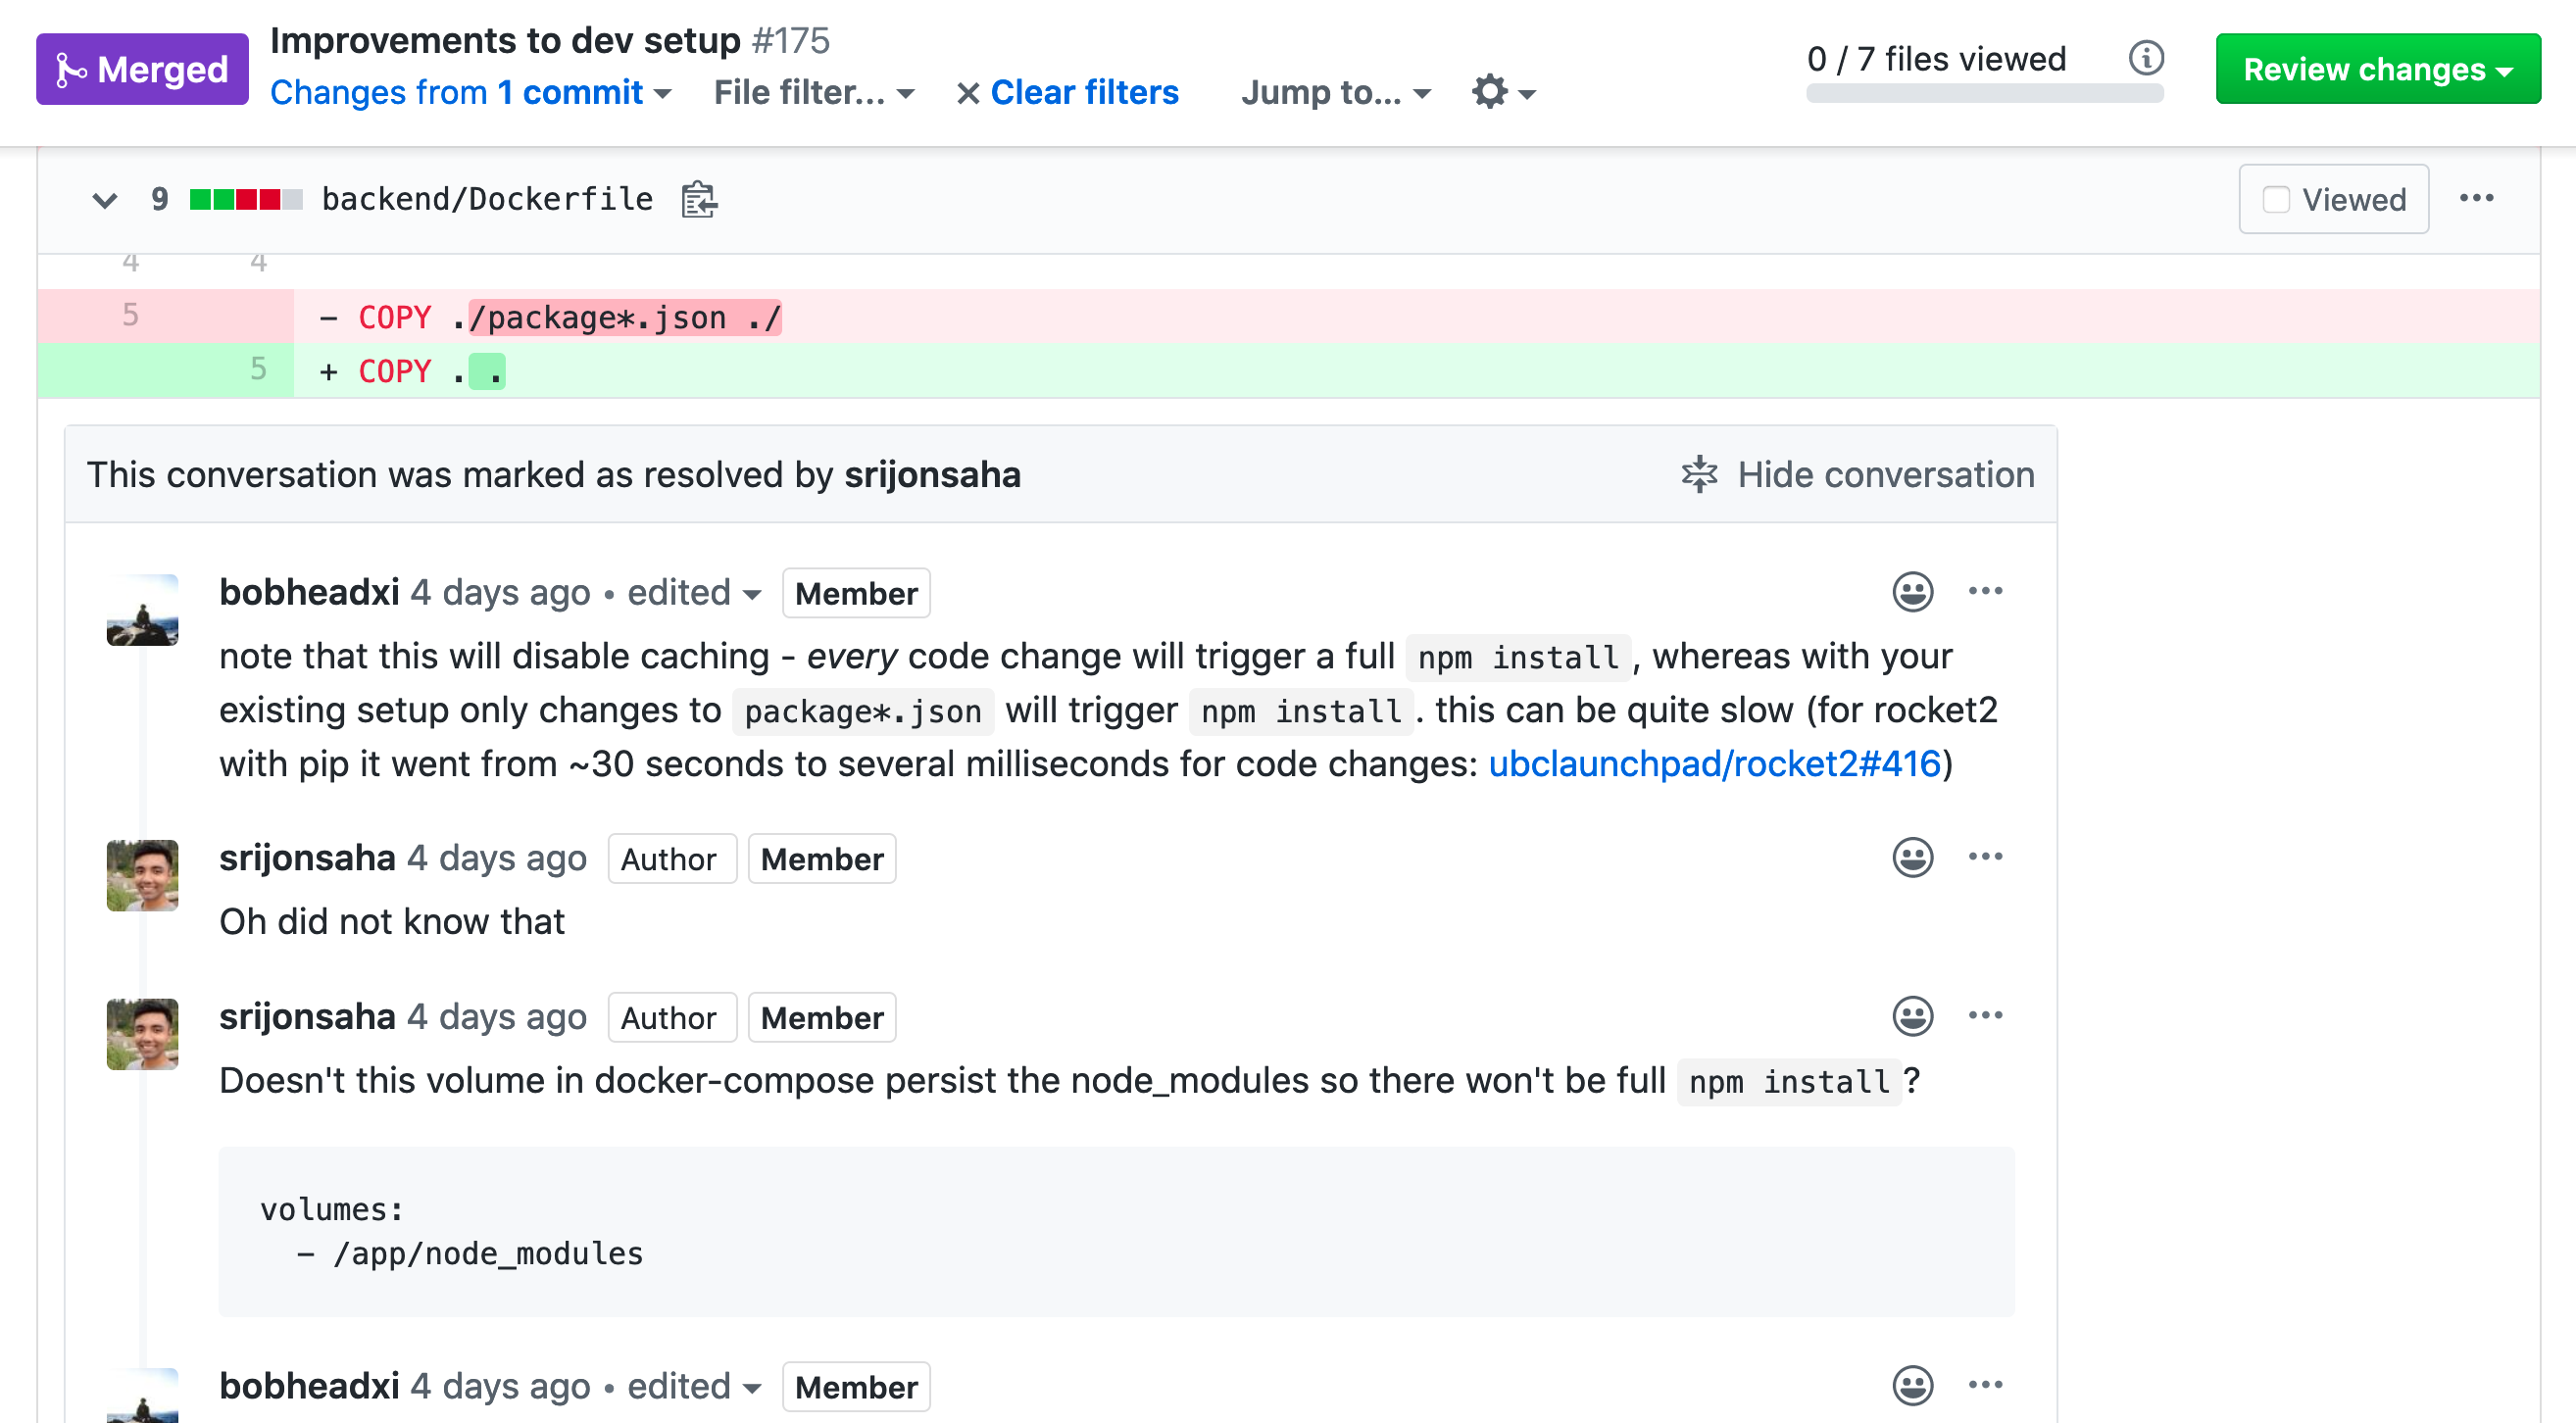 Merged
Improvements to dev setup #175
Changes from 1 commit File filter... × Clear filters Jump to...
0 / 7 files viewed
Review changes
9 backend/Dockerfile
Viewed
4 4
5 - COPY ./package*.json ./
5 + COPY . .
This conversation was marked as resolved by srijonsaha
Hide conversation
bobheadxi 4 days ago • edited Member
note that this will disable caching - every code change will trigger a full npm install, whereas with your
existing setup only changes to package*.json will trigger npm install. this can be quite slow (for rocket2
with pip it went from ~30 seconds to several milliseconds for code changes: ubclaunchpad/rocket2#416)
srijonsaha 4 days ago Author Member
Oh did not know that
srijonsaha 4 days ago Author Member
Doesn't this volume in docker-compose persist the node_modules so there won't be full npm install?
volumes:
  - /app/node_modules
bobheadxi 4 days ago • edited Member